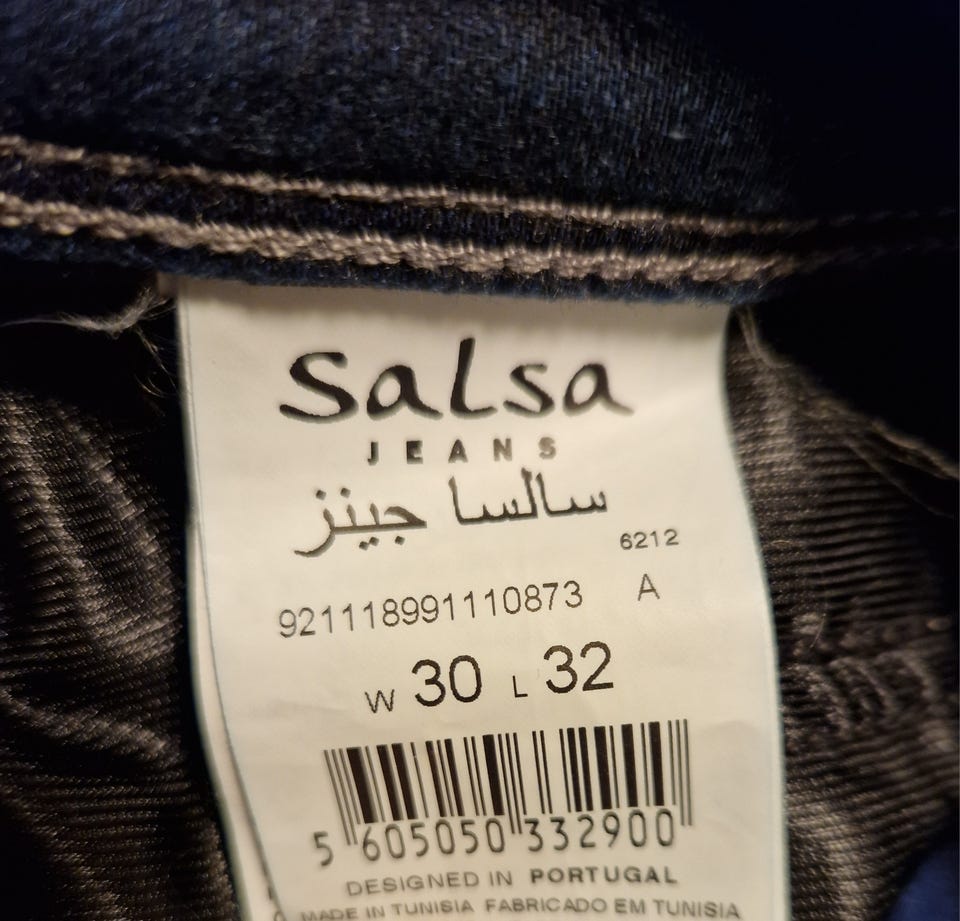 Salsa
JEANS
سالسا جينز
6212
921118991110873 A
W 30 L 32
5 605050 332900
DESIGNED IN PORTUGAL
MADE IN TUNISIA FABRICADO EM TUNISIA